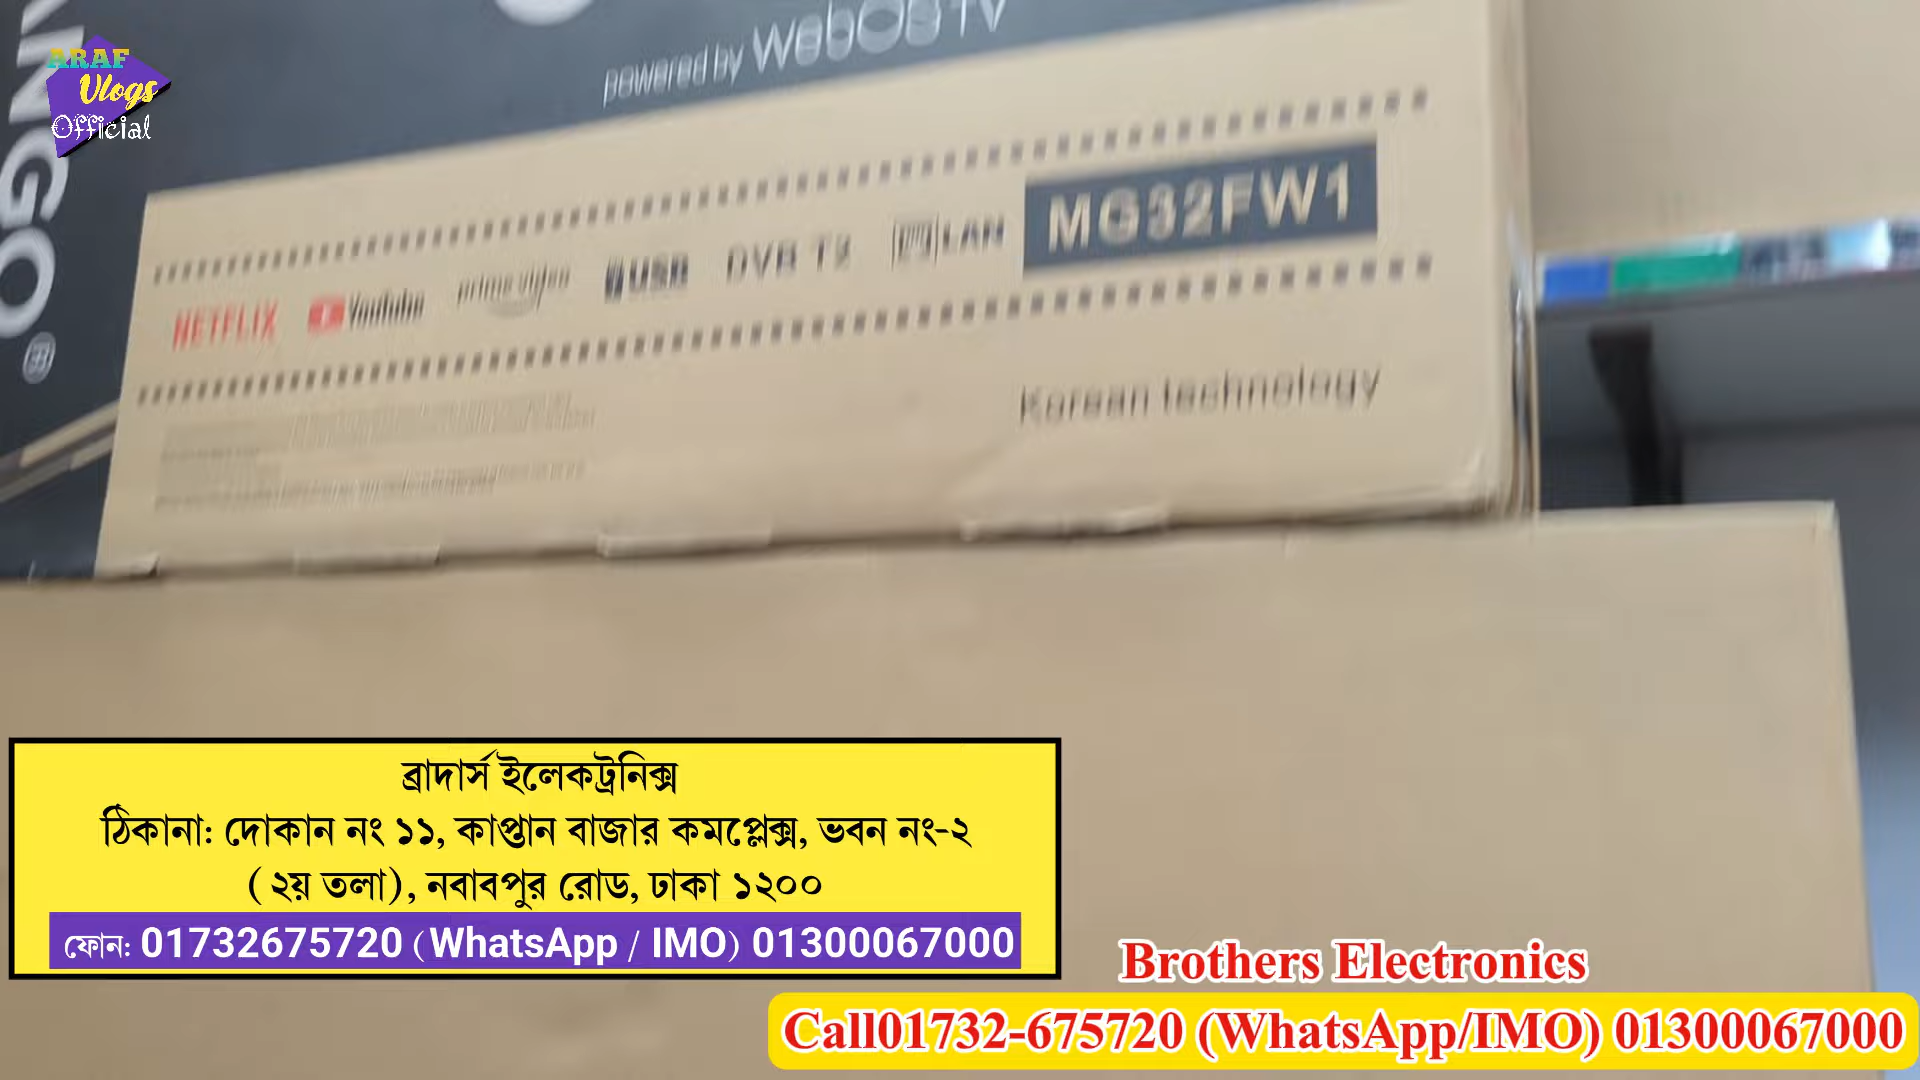 ARAF
Vlogs
Official
powered by WebOS TV
MG32FW1
NETFLIX YouTube prime video USB DVB T2 LAN
Korean technology
ব্রাদার্স ইলেকট্রনিক্স
ঠিকানা: দোকান নং ১১, কাপ্তান বাজার কমপ্লেক্স, ভবন নং-২
(২য় তলা), নবাবপুর রোড, ঢাকা ১২০০
ফোন: 01732675720 (WhatsApp / IMO) 01300067000
Brothers Electronics
Call01732-675720 (WhatsApp/IMO) 01300067000